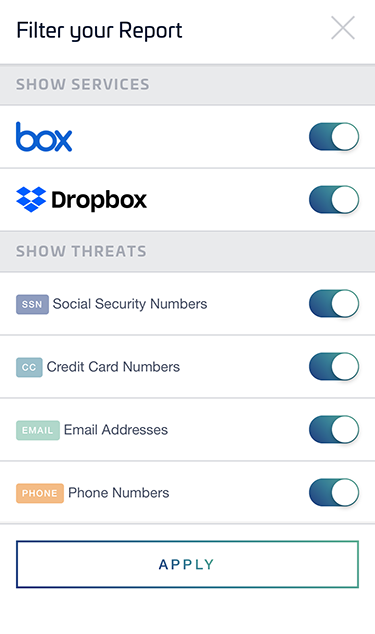 Filter your Report
SHOW SERVICES
box
Dropbox
SHOW THREATS
SSN Social Security Numbers
CC Credit Card Numbers
EMAIL Email Addresses
PHONE Phone Numbers
APPLY